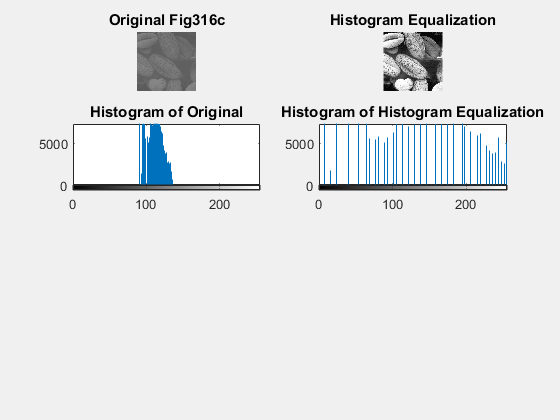 Original Fig316c
Histogram Equalization
Histogram of Original
Histogram of Histogram Equalization
5000
0
0 100 200
5000
0
0 100 200